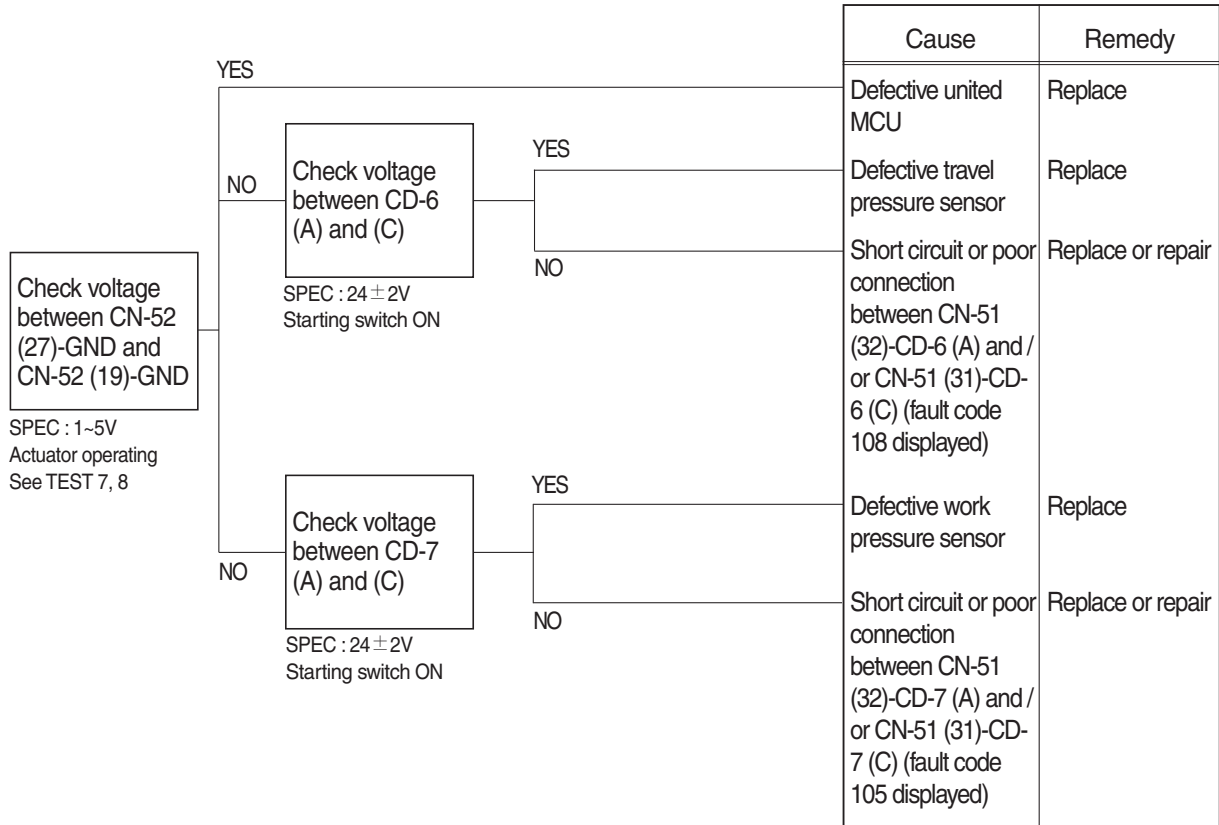 Cause
Remedy
YES
Defective united
MCU
Replace
NO
Check voltage
between CD-6
(A) and (C)
SPEC : 24±2V
Starting switch ON
YES
Defective travel
pressure sensor
Replace
NO
Short circuit or poor
connection
between CN-51
(32)-CD-6 (A) and /
or CN-51 (31)-CD-
6 (C) (fault code
108 displayed)
Replace or repair
Check voltage
between CN-52
(27)-GND and
CN-52 (19)-GND
SPEC : 1~5V
Actuator operating
See TEST 7, 8
NO
Check voltage
between CD-7
(A) and (C)
SPEC : 24±2V
Starting switch ON
YES
Defective work
pressure sensor
Replace
NO
Short circuit or poor
connection
between CN-51
(32)-CD-7 (A) and /
or CN-51 (31)-CD-
7 (C) (fault code
105 displayed)
Replace or repair